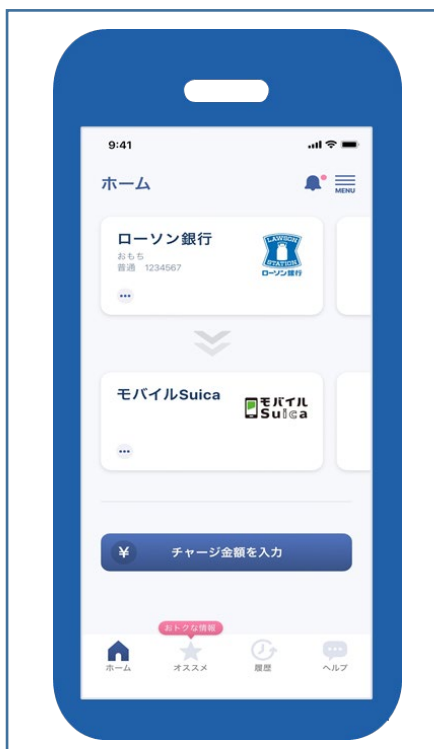 9:41
ホーム
MENU
ローソン銀行
おもち
普通 1234567
LAWSON
STATION
ローソン銀行
モバイルSuica
モバイル
Suica
¥ チャージ金額を入力
おトクな情報
ホーム
オススメ
履歴
ヘルプ